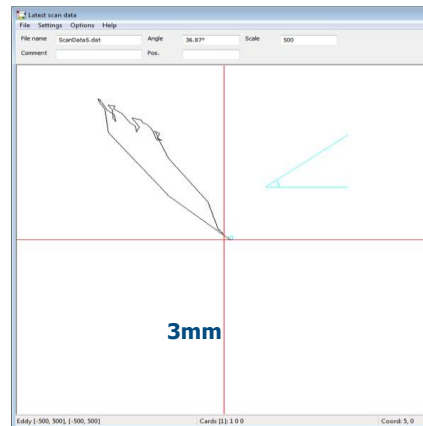 Latest scan data
File Settings Options Help
File name ScanData5.dat Angle 36.87° Scale 500
Comment Pos.
3mm
Eddy [-500, 500], [-500, 500] Cards [1]: 1 0 0 Coord: 5, 0